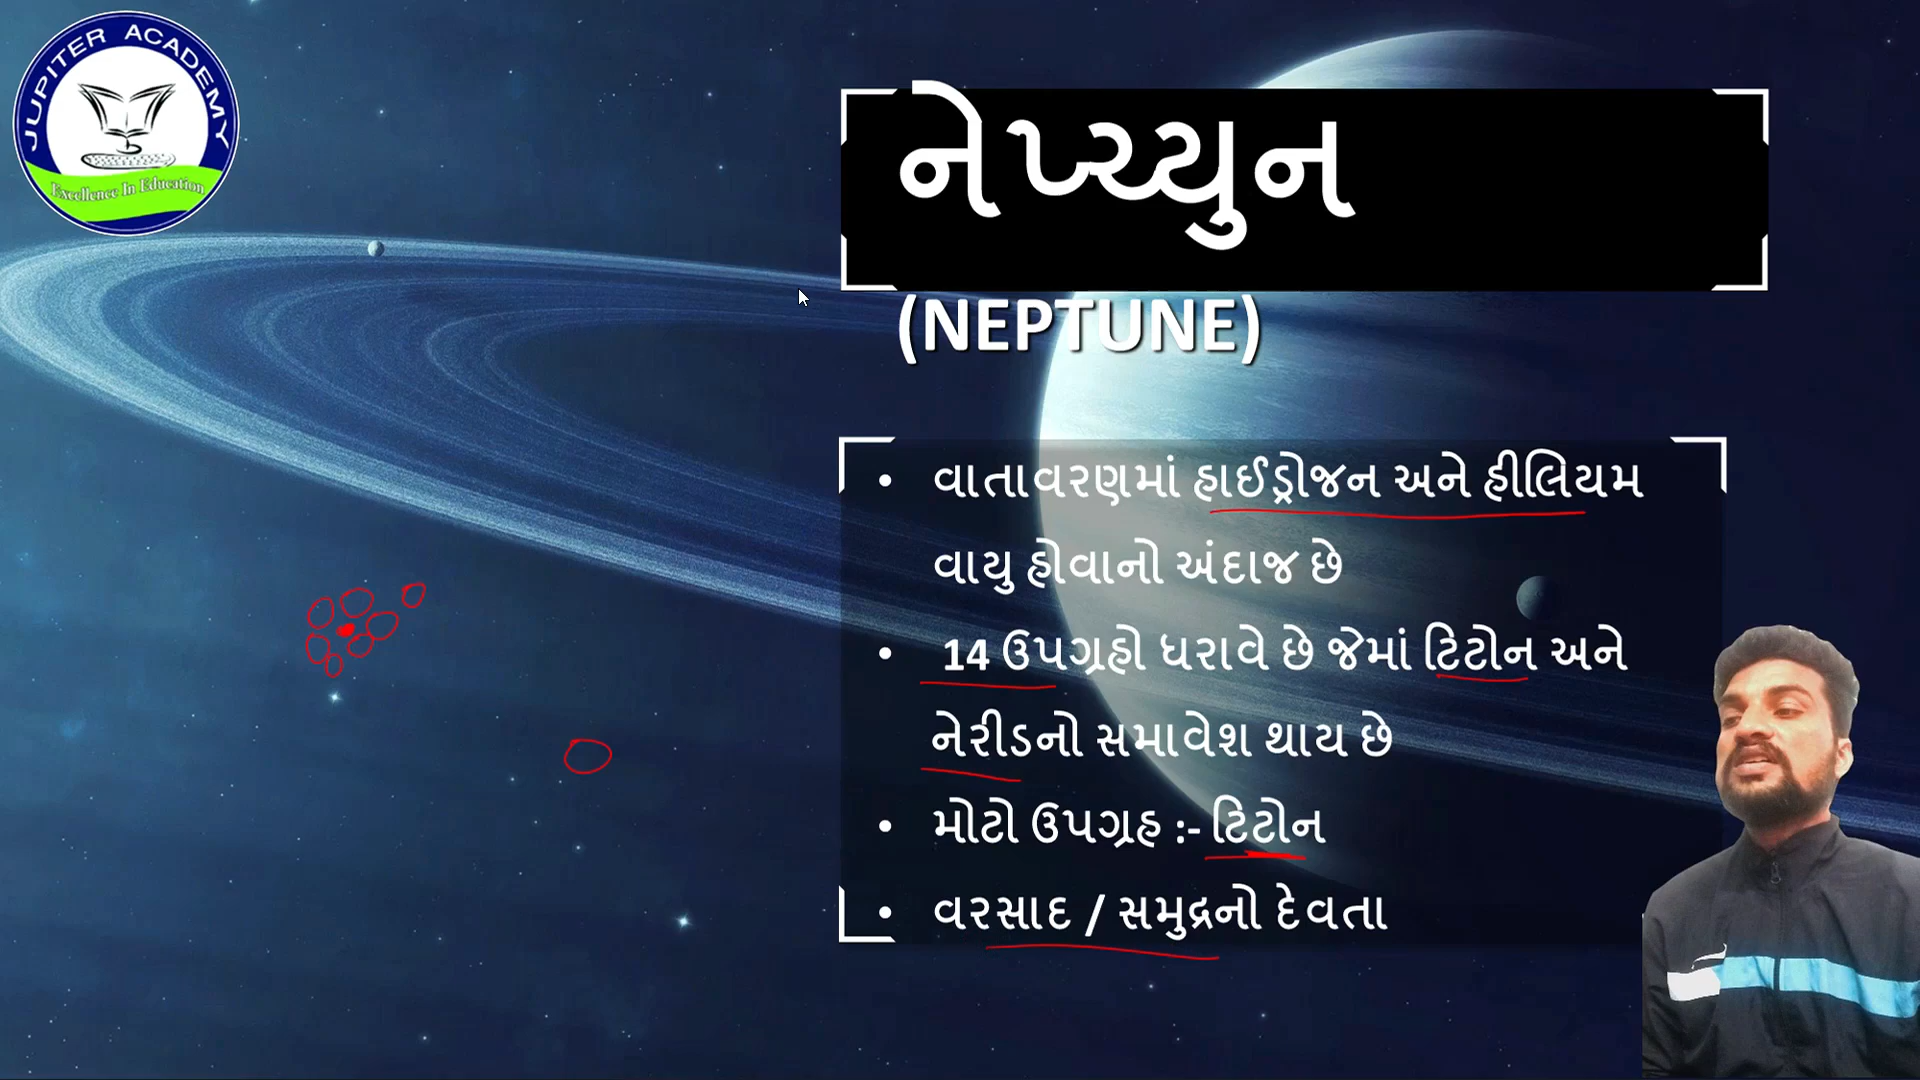 JUPITER ACADEMY
Excellence In Education
નેપ્ચ્યુન
(NEPTUNE)
• વાતાવરણમાં હાઈડ્રોજન અને હીલિયમ
વાયુ હોવાનો અંદાજ છે
• 14 ઉપગ્રહો ધરાવે છે જેમાં ટિટોન અને
નેરીડનો સમાવેશ થાય છે
• મોટો ઉપગ્રહ :- ટિટોન
• વરસાદ / સમુદ્રનો દેવતા